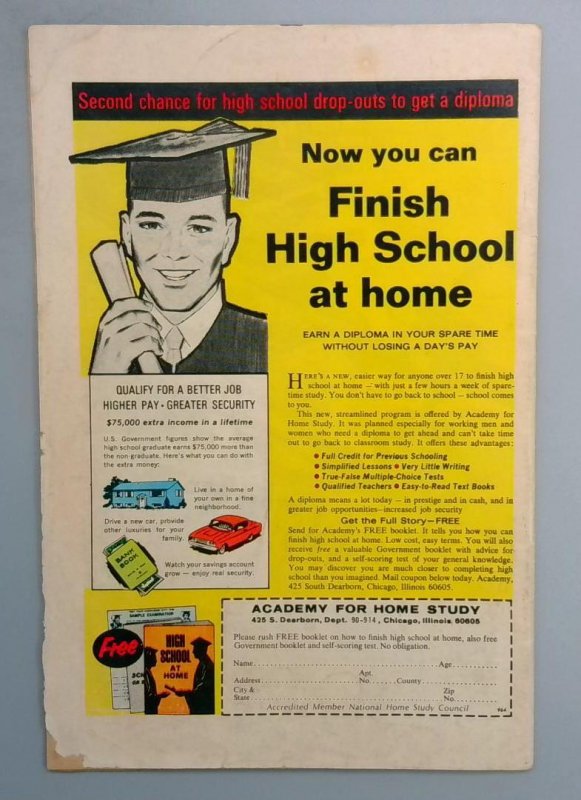 Second chance for high school drop-outs to get a diploma
Now you can
Finish
High School
at home
EARN A DIPLOMA IN YOUR SPARE TIME
WITHOUT LOSING A DAY'S PAY
HERE'S A NEW, easier way for anyone over 17 to finish high
school at home — with just a few hours a week of spare-
time study. You don't have to go back to school — school comes
to you.
This new, streamlined program is offered by Academy for
Home Study. It was planned especially for working men and
women who need a diploma to get ahead and can't take time
out to go back to classroom study. It offers these advantages:
• Full Credit for Previous Schooling
• Simplified Lessons • Very Little Writing
• True-False Multiple-Choice Tests
• Qualified Teachers • Easy-to-Read Text Books
A diploma means a lot today — in prestige and in cash, and in
greater job opportunities—increased job security
Get the Full Story—FREE
Send for Academy's FREE booklet. It tells you how you can
finish high school at home. Low cost, easy terms. You will also
receive free a valuable Government booklet with advice for
drop-outs, and a self-scoring test of your general knowledge.
You may discover you are much closer to completing high
school than you imagined. Mail coupon below today. Academy,
425 South Dearborn, Chicago, Illinois 60605.
QUALIFY FOR A BETTER JOB
HIGHER PAY • GREATER SECURITY
$75,000 extra income in a lifetime
U.S. Government figures show the average
high school graduate earns $75,000 more than
the non-graduate. Here's what you can do with
the extra money:
Live in a home of
your own in a fine
neighborhood.
Drive a new car, provide
other luxuries for your
family.
BANK
BOOK
Watch your savings account
grow — enjoy real security.
Free
SAMPLE EXAMINATION
HIGH
SCHOOL
AT
HOME
ACADEMY FOR HOME STUDY
425 S. Dearborn, Dept. 90-914, Chicago, Illinois 60605
Please rush FREE booklet on how to finish high school at home, also free
Government booklet and self-scoring test. No obligation.
Name Age
Address Apt. No. County
City & State Zip No.
Accredited Member National Home Study Council